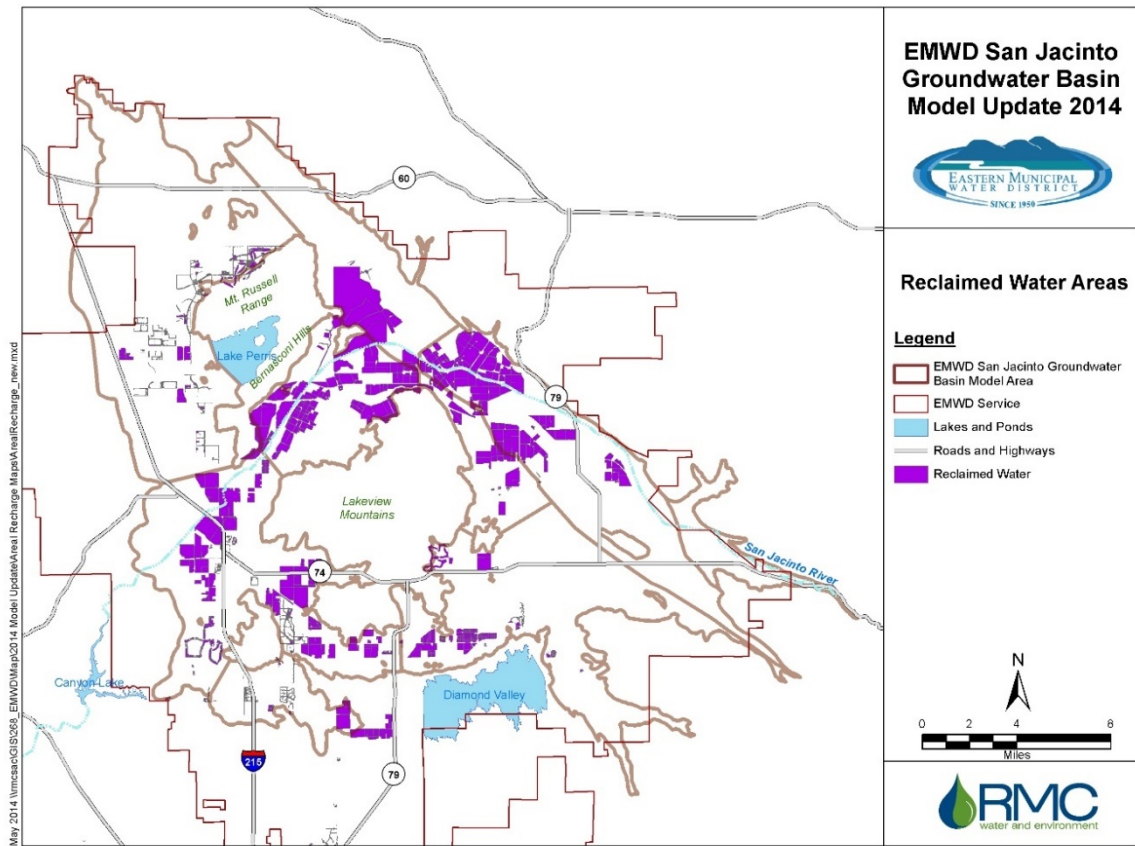 EMWD San Jacinto
Groundwater Basin
Model Update 2014
EASTERN MUNICIPAL
WATER DISTRICT
SINCE 1950
Reclaimed Water Areas
Legend
EMWD San Jacinto Groundwater
Basin Model Area
EMWD Service
Lakes and Ponds
Roads and Highways
Reclaimed Water
N
0 2 4 8
Miles
RMC
water and environment
60
Mt. Russell
Range
Lake Perris
Bernasconi Hills
79
Lakeview
Mountains
San Jacinto River
74
Canyon Lake
Diamond Valley
215
79
May 2014 \\rmcsac\GIS\268_EMWD\Map\2014 Model Update\Areal Recharge Maps\ArealRecharge_new.mxd